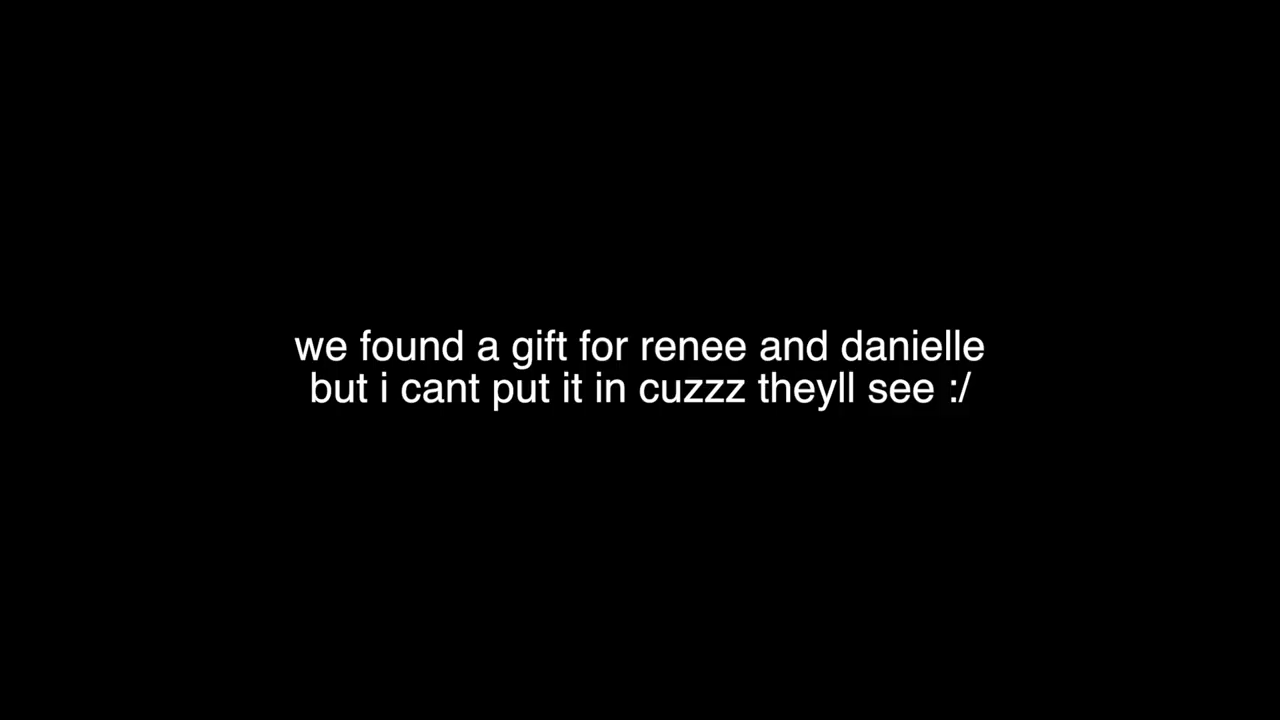 we found a gift for renee and danielle
but i cant put it in cuzzz theyll see :/